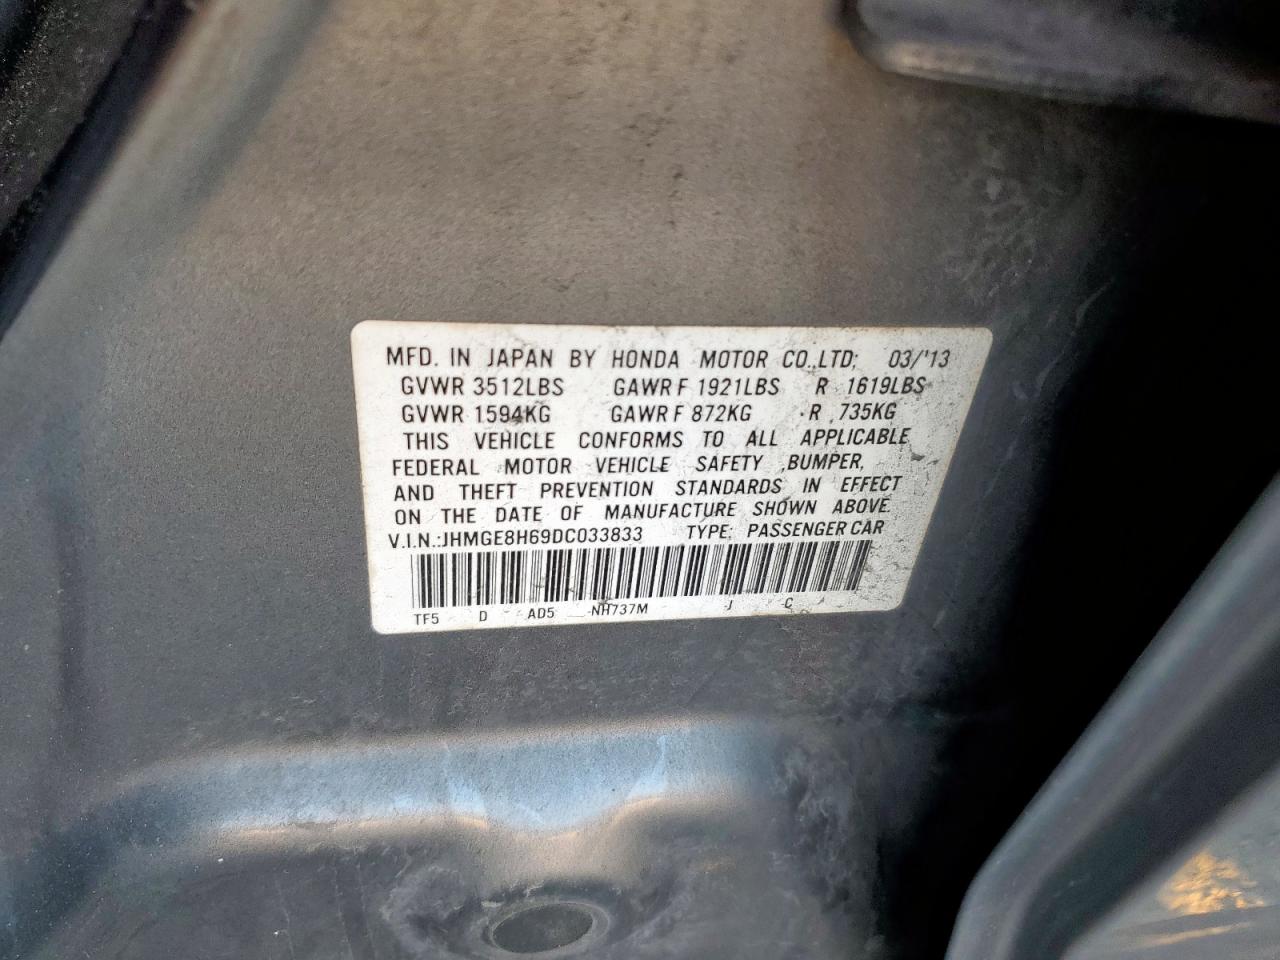 MFD. IN JAPAN BY HONDA MOTOR CO.,LTD; 03/'13
GVWR 3512LBS GAWR F 1921LBS R 1619LBS
GVWR 1594KG GAWR F 872KG R 735KG
THIS VEHICLE CONFORMS TO ALL APPLICABLE
FEDERAL MOTOR VEHICLE SAFETY ,BUMPER,
AND THEFT PREVENTION STANDARDS IN EFFECT
ON THE DATE OF MANUFACTURE SHOWN ABOVE.
V.I.N.:JHMGE8H69DC033833 TYPE: PASSENGER CAR
TF5 D AD5 NH737M J C